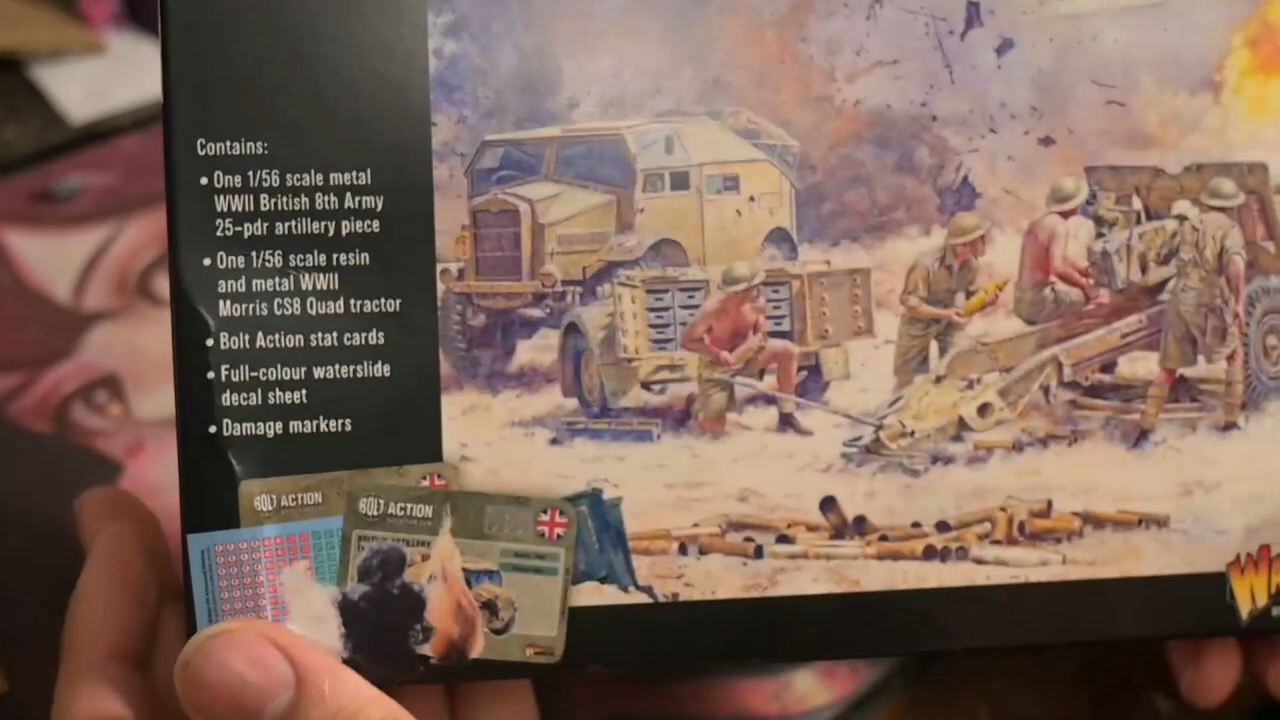 Contains:
• One 1/56 scale metal
WWII British 8th Army
25-pdr artillery piece
• One 1/56 scale resin
and metal WWII
Morris CS8 Quad tractor
• Bolt Action stat cards
• Full-colour waterslide
decal sheet
• Damage markers
BOLT ACTION
BOLT ACTION